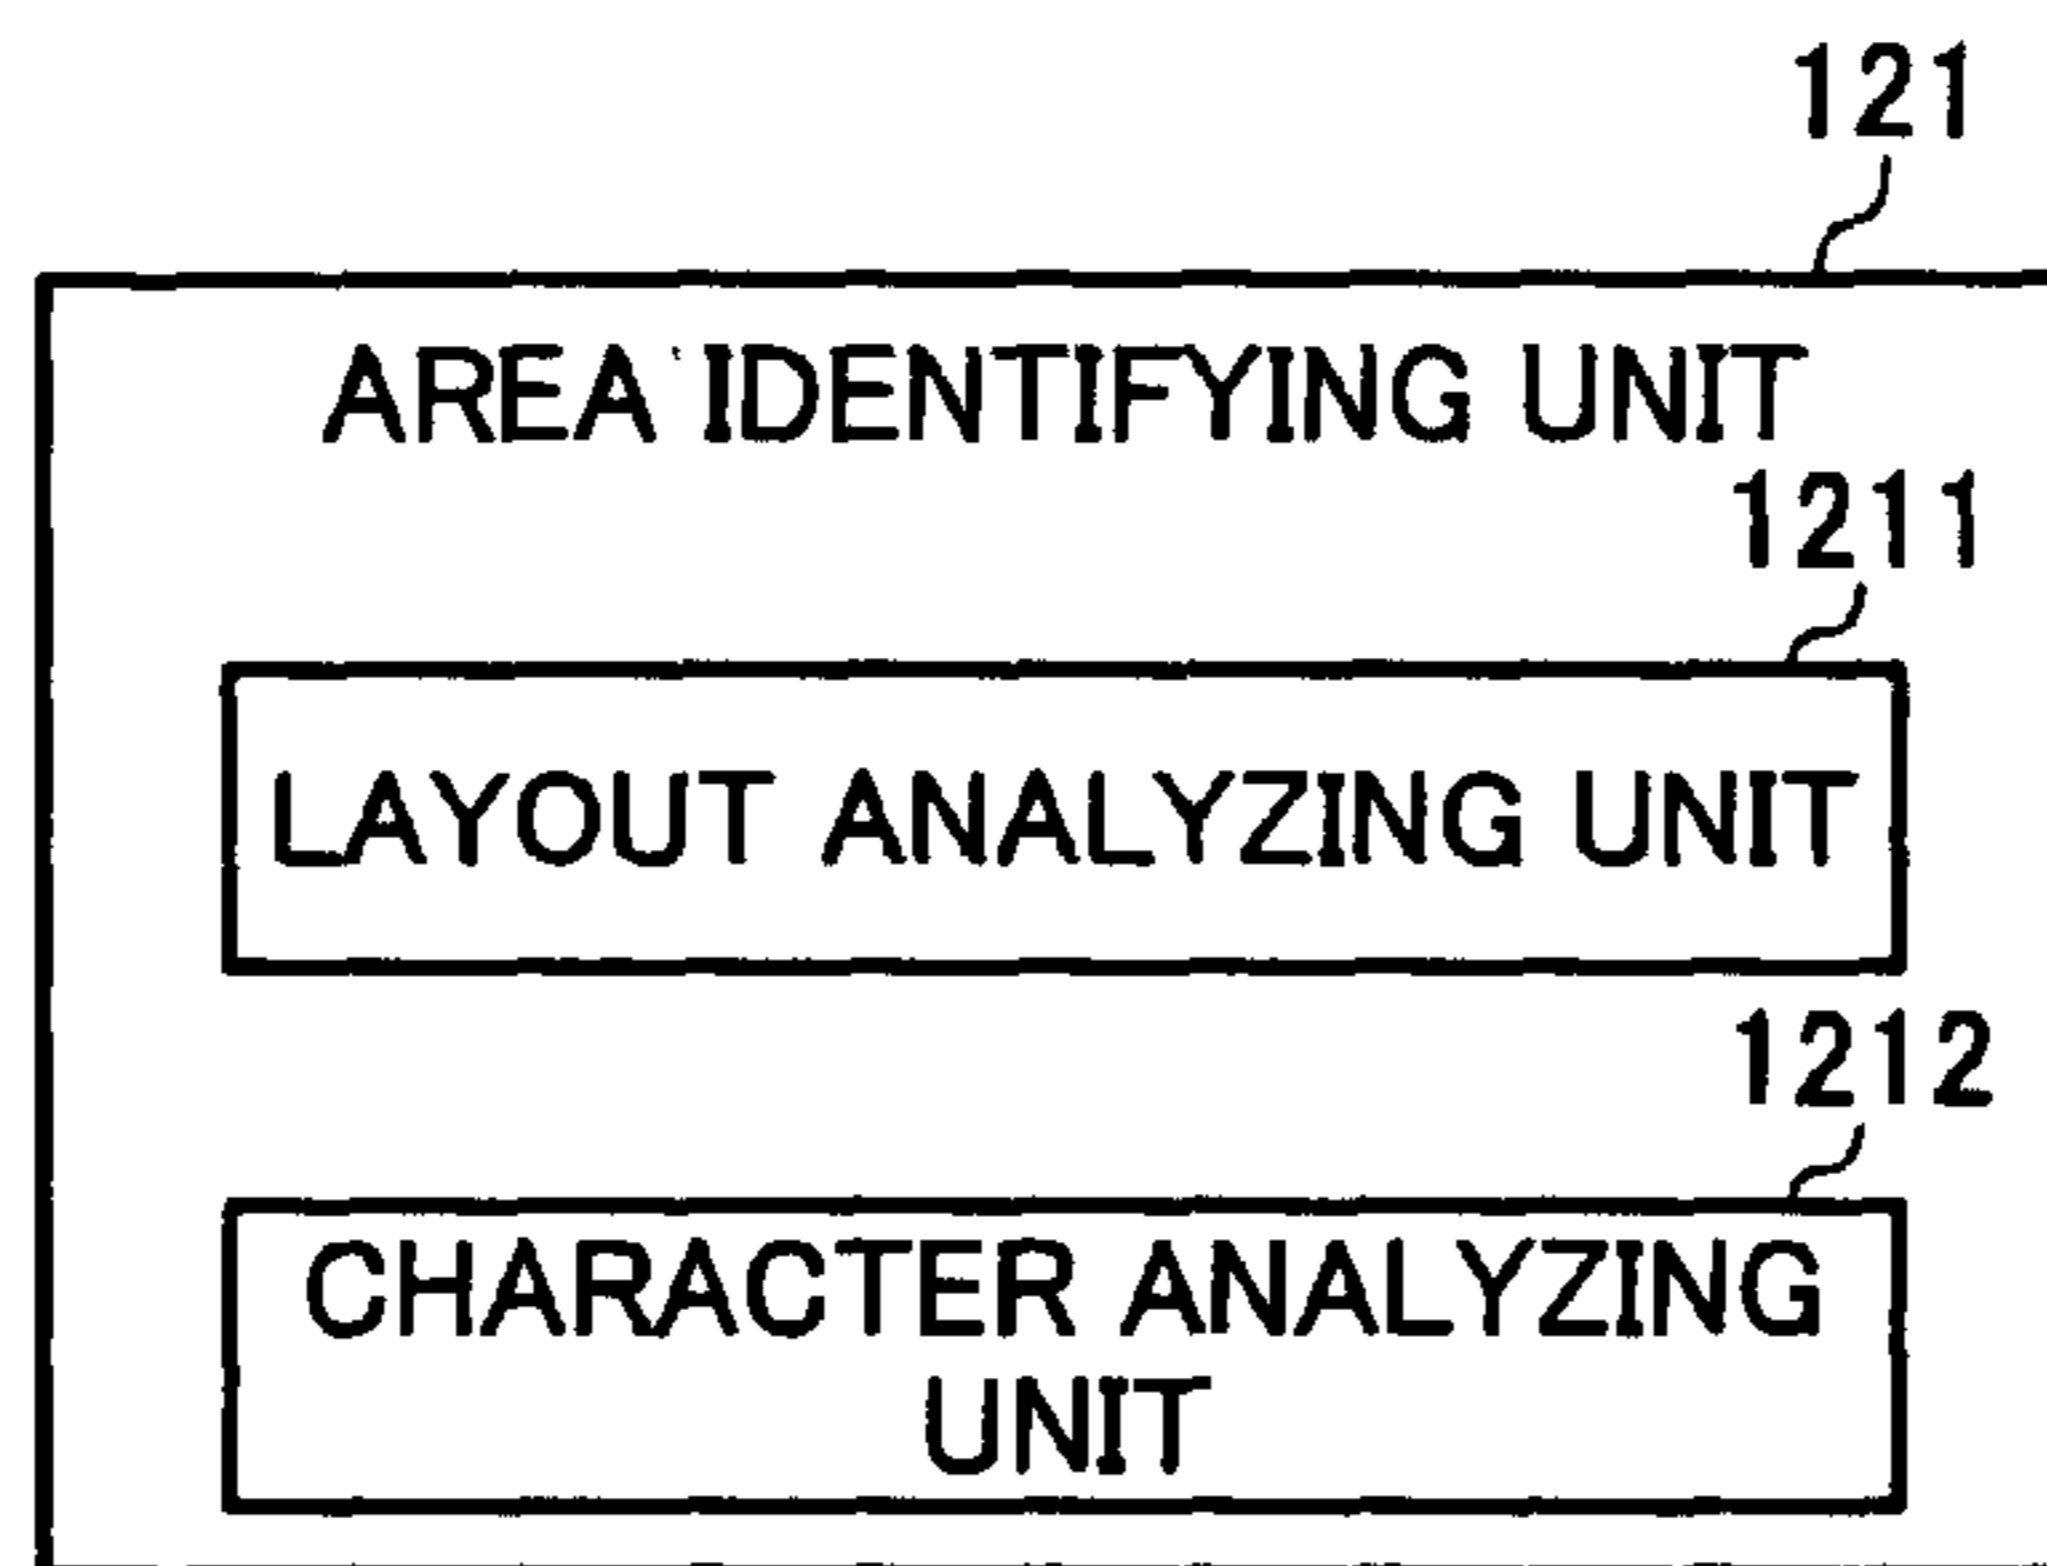 121
AREA IDENTIFYING UNIT
1211
LAYOUT ANALYZING UNIT
1212
CHARACTER ANALYZING
UNIT